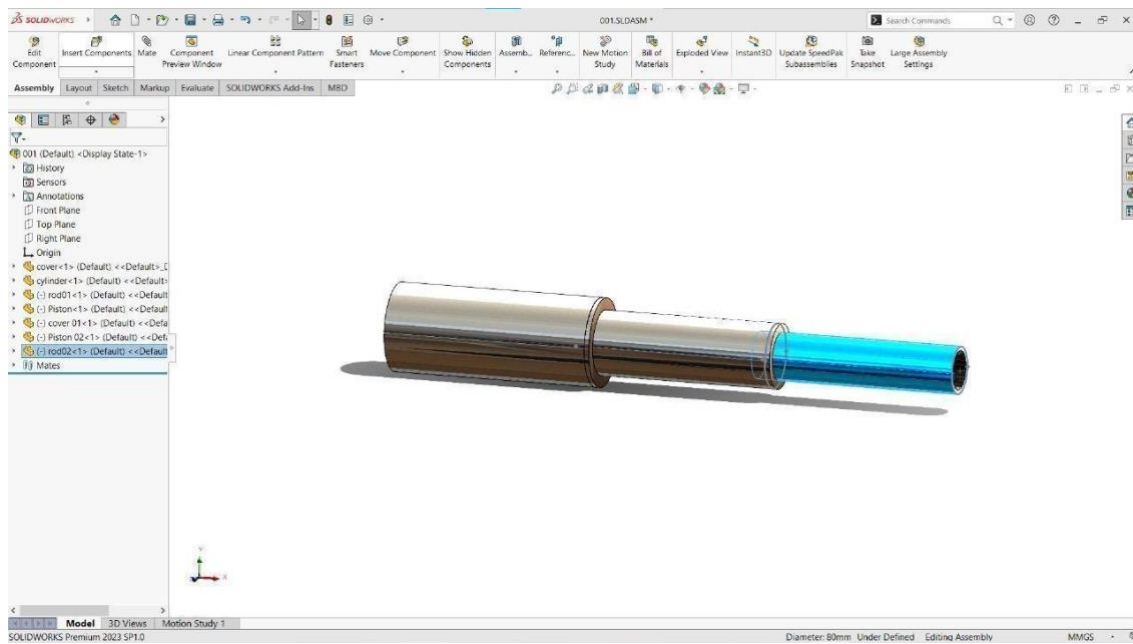 SOLIDWORKS
001.SLDASM *
Search Commands
Edit Component
Insert Components
Mate
Component Preview Window
Linear Component Pattern
Smart Fasteners
Move Component
Show Hidden Components
Assemb...
Referenc...
New Motion Study
Bill of Materials
Exploded View
Instant3D
Update SpeedPak Subassemblies
Take Snapshot
Large Assembly Settings
Assembly Layout Sketch Markup Evaluate SOLIDWORKS Add-Ins MBD
001 (Default) <Display State-1>
History
Sensors
Annotations
Front Plane
Top Plane
Right Plane
Origin
cover<1> (Default) <<Default>_D
cylinder<1> (Default) <<Default>
(-) rod01<1> (Default) <<Default
(-) Piston<1> (Default) <<Default
(-) cover 01<1> (Default) <<Defa
(-) Piston 02<1> (Default) <<Defa
(-) rod02<1> (Default) <<Default
Mates
Y
X
Model 3D Views Motion Study 1
SOLIDWORKS Premium 2023 SP1.0
Diameter: 80mm Under Defined Editing Assembly MMGS